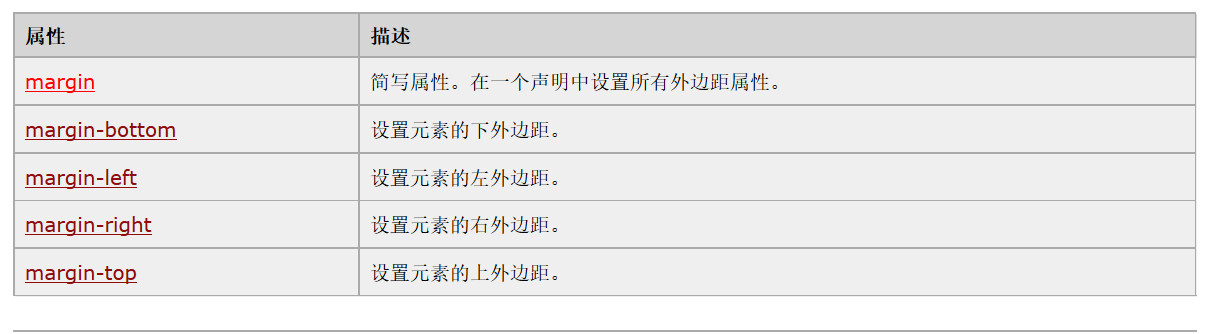 属性 描述
margin 简写属性。在一个声明中设置所有外边距属性。
margin-bottom 设置元素的下外边距。
margin-left 设置元素的左外边距。
margin-right 设置元素的右外边距。
margin-top 设置元素的上外边距。